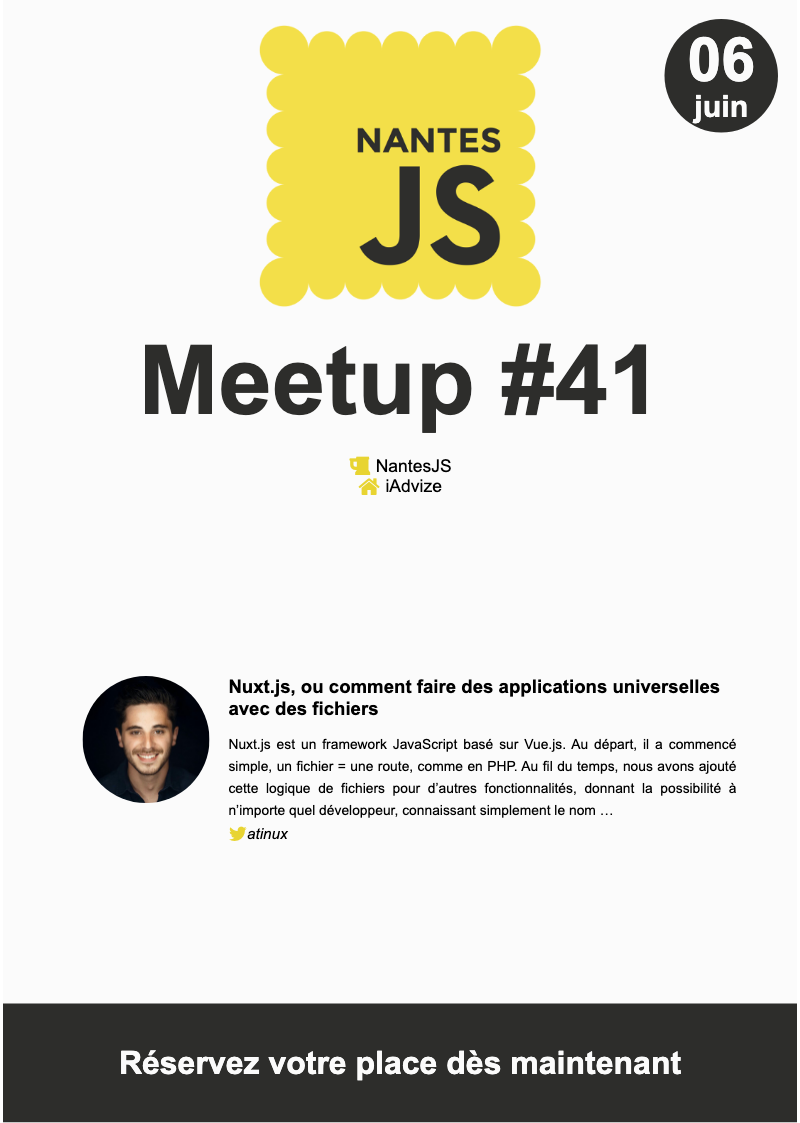 06
juin
NANTES
JS
Meetup #41
NantesJS
iAdvize
Nuxt.js, ou comment faire des applications universelles
avec des fichiers
Nuxt.js est un framework JavaScript basé sur Vue.js. Au départ, il a commencé
simple, un fichier = une route, comme en PHP. Au fil du temps, nous avons ajouté
cette logique de fichiers pour d’autres fonctionnalités, donnant la possibilité à
n’importe quel développeur, connaissant simplement le nom …
atinux
Réservez votre place dès maintenant